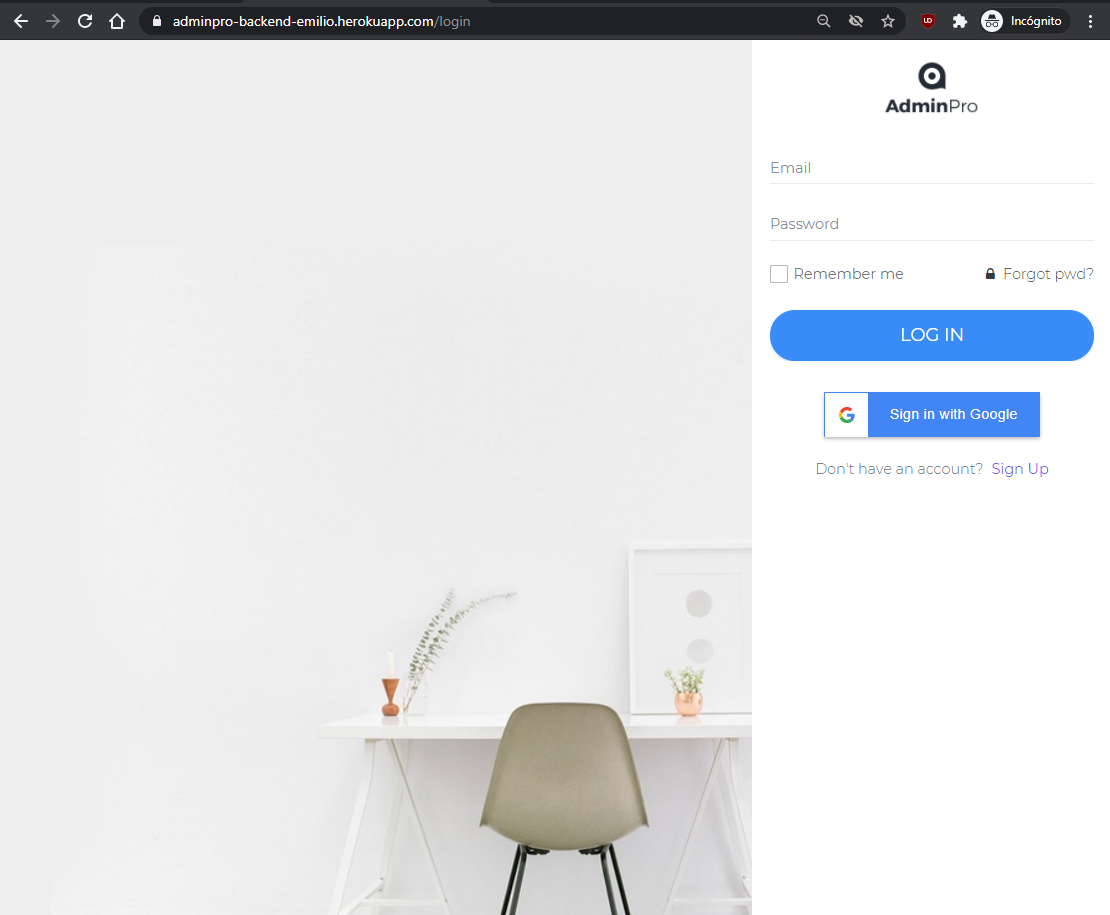 adminpro-backend-emilio.herokuapp.com/login
Incógnito
AdminPro
Email
Password
Remember me
Forgot pwd?
LOG IN
Sign in with Google
Don't have an account? Sign Up